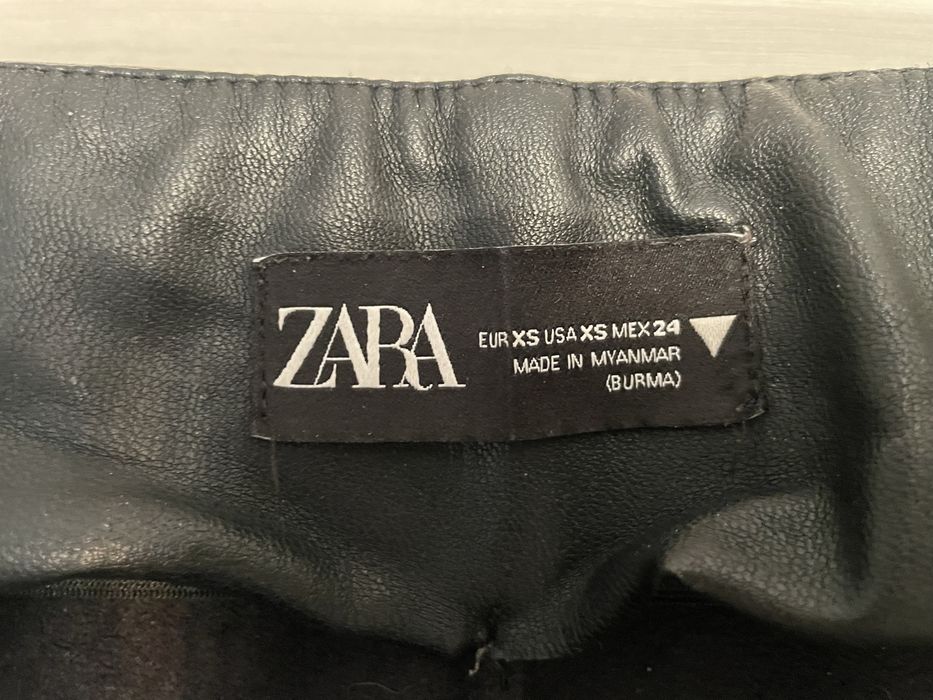 ZARA
EUR XS USA XS MEX 24
MADE IN MYANMAR
(BURMA)